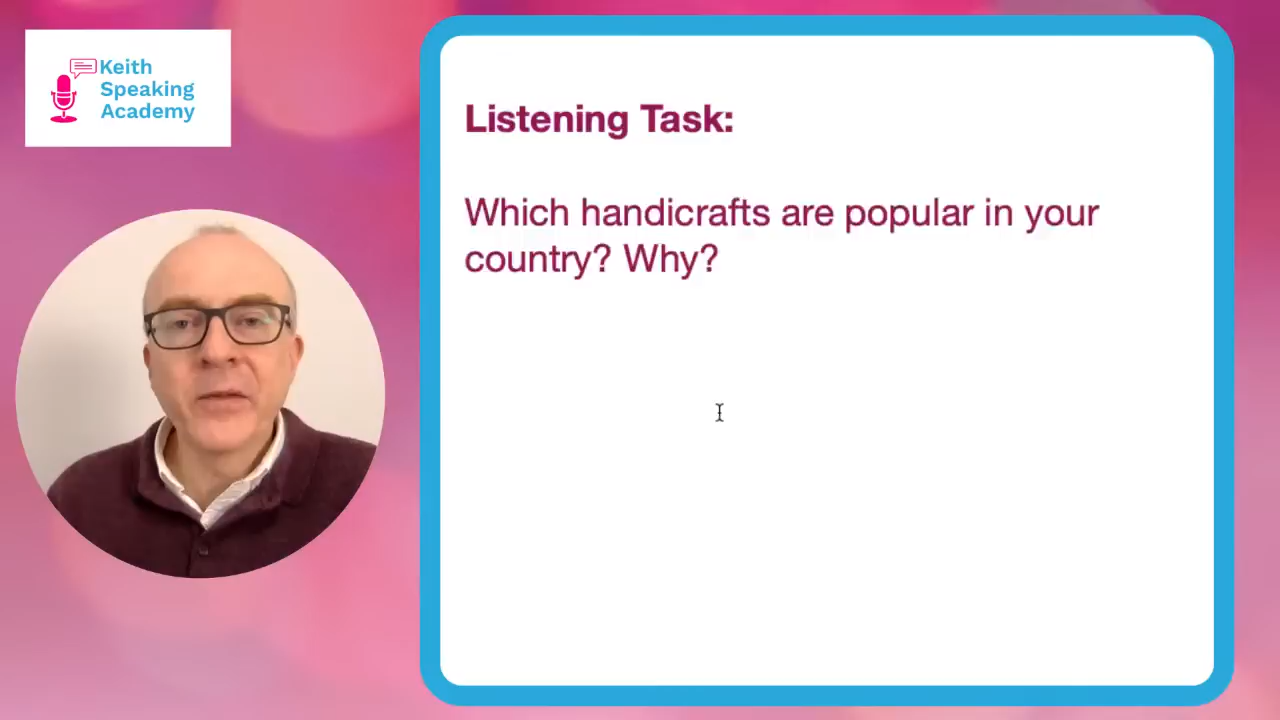 Keith
Speaking
Academy
Listening Task:
Which handicrafts are popular in your
country? Why?